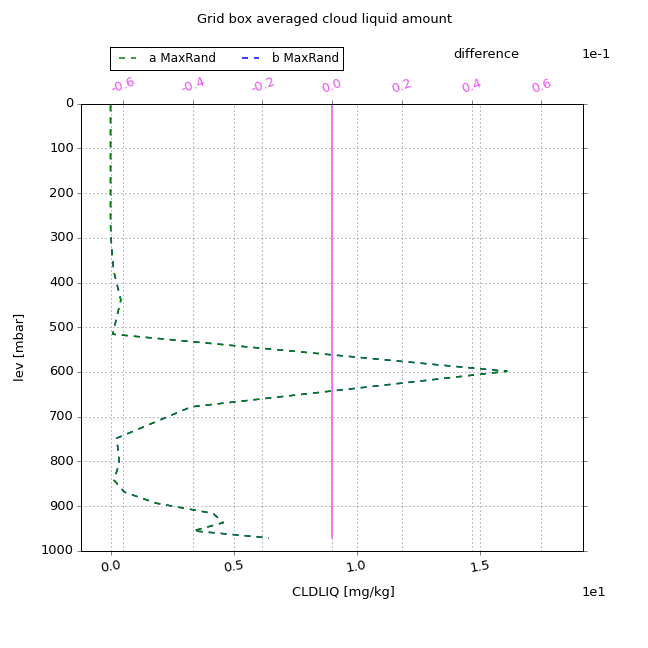 Grid box averaged cloud liquid amount
a MaxRand b MaxRand difference 1e-1
-0.6 -0.4 -0.2 0.0 0.2 0.4 0.6
0
100
200
300
400
500
600
700
800
900
1000
lev [mbar]
0.0 0.5 1.0 1.5
CLDLIQ [mg/kg] 1e1